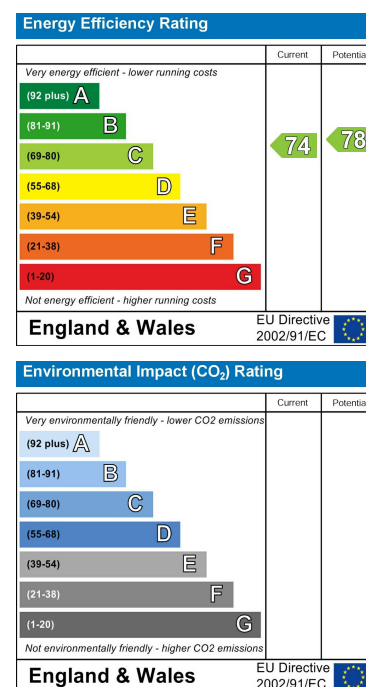 Energy Efficiency Rating
Current Potentia
Very energy efficient - lower running costs
(92 plus) A
(81-91) B
(69-80) C
(55-68) D
(39-54) E
(21-38) F
(1-20) G
74 78
Not energy efficient - higher running costs
England & Wales
EU Directive
2002/91/EC
Environmental Impact (CO₂) Rating
Current Potentia
Very environmentally friendly - lower CO2 emissions
(92 plus) A
(81-91) B
(69-80) C
(55-68) D
(39-54) E
(21-38) F
(1-20) G
Not environmentally friendly - higher CO2 emissions
England & Wales
EU Directive
2002/91/EC